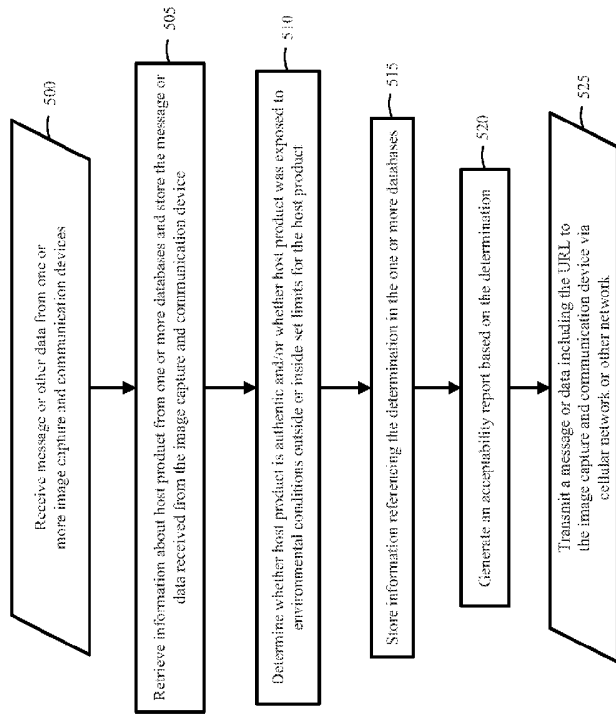 Receive message or other data from one or
more image capture and communication devices
500
Retrieve information about host product from one or more databases and store the message or
data received from the image capture and communication device
505
Determine whether host product is authentic and/or whether host product was exposed to
environmental conditions outside or inside set limits for the host product
510
Store information referencing the determination in the one or more databases
515
Generate an acceptability report based on the determination
520
Transmit a message or data including the URL to
the image capture and communication device via
cellular network or other network
525